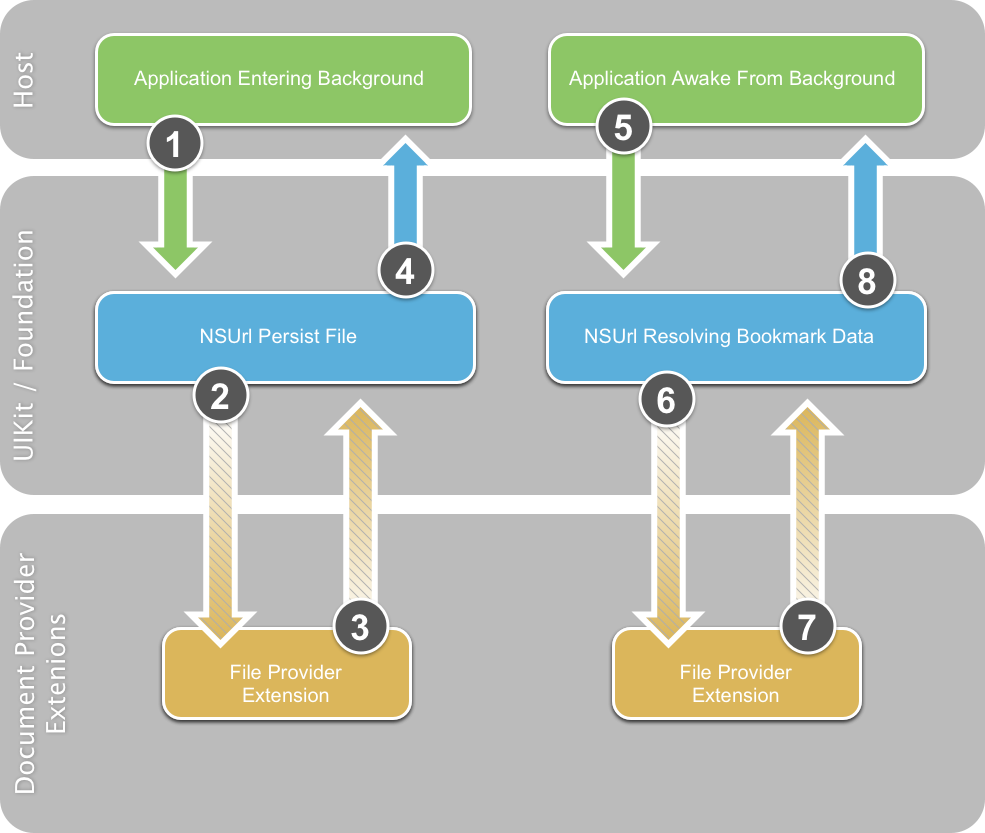 Host
Application Entering Background
Application Awake From Background
1
5
4
8
UIKit / Foundation
NSUrl Persist File
NSUrl Resolving Bookmark Data
2
6
3
7
Document Provider
Extenions
File Provider
Extension
File Provider
Extension